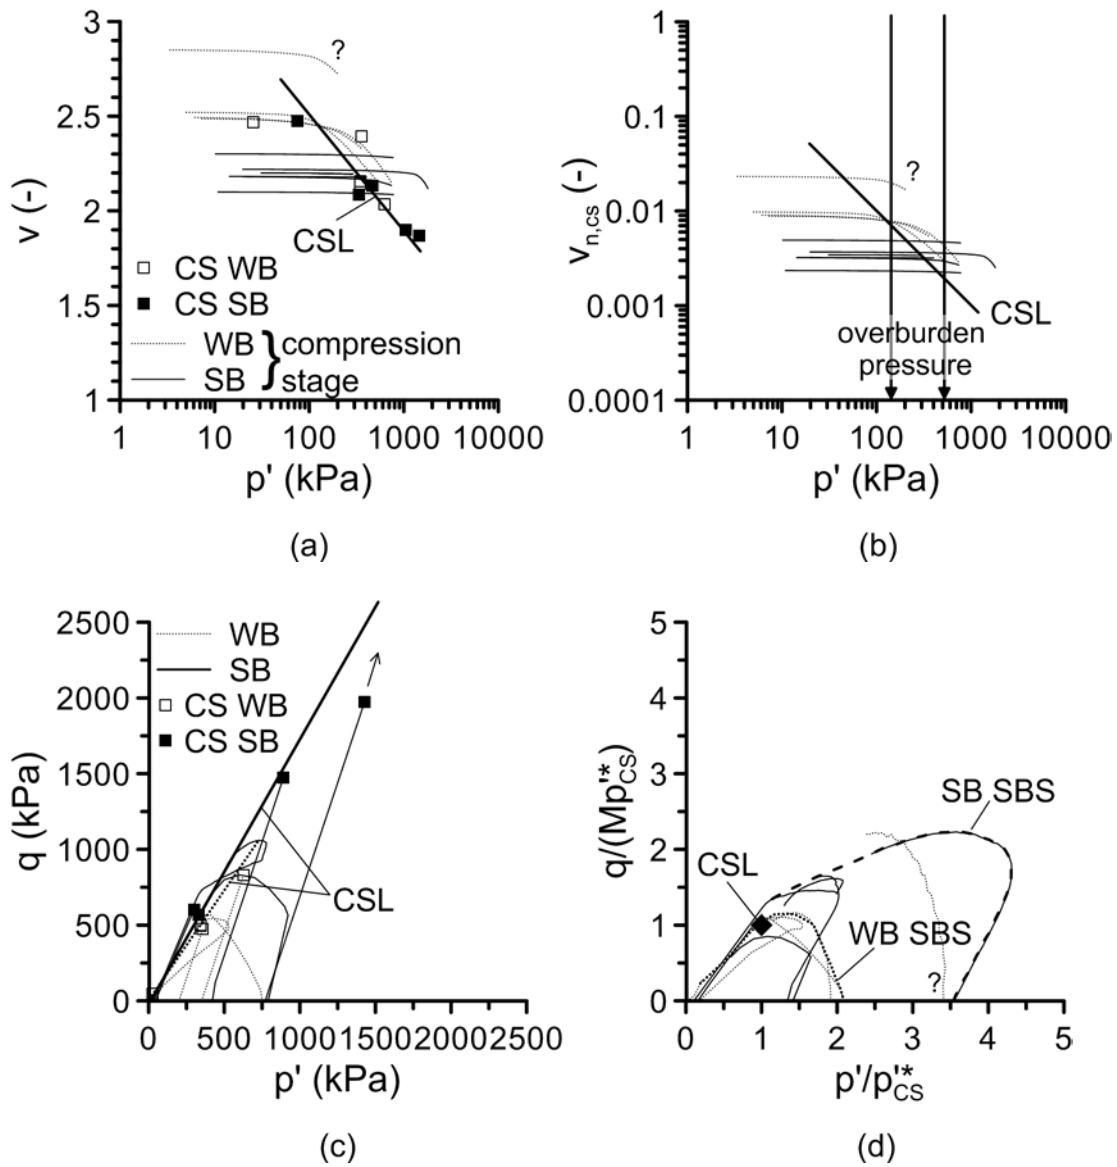 3
2.5
2
1.5
1
v (-)
?
CSL
CS WB
CS SB
WB
SB
} compression
stage
1
10
100
1000
10000
p' (kPa)
(a)
1
0.1
0.01
0.001
0.0001
v_{n,cs} (-)
?
CSL
overburden
pressure
1
10
100
1000
10000
p' (kPa)
(b)
2500
2000
1500
1000
500
0
q (kPa)
WB
SB
CS WB
CS SB
CSL
0
500
1000
1500
2000
2500
p' (kPa)
(c)
5
4
3
2
1
0
q/(Mp'*_{CS})
SB SBS
CSL
WB SBS
?
0
1
2
3
4
5
p'/p'*_{CS}
(d)